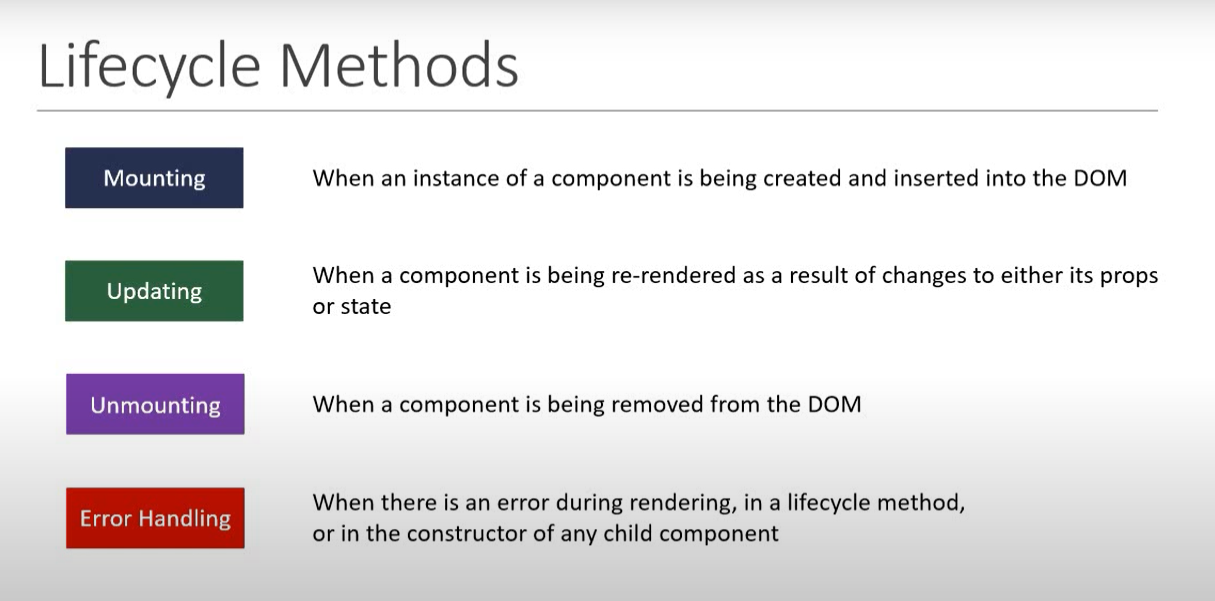 Lifecycle Methods
Mounting
When an instance of a component is being created and inserted into the DOM
Updating
When a component is being re-rendered as a result of changes to either its props
or state
Unmounting
When a component is being removed from the DOM
Error Handling
When there is an error during rendering, in a lifecycle method,
or in the constructor of any child component